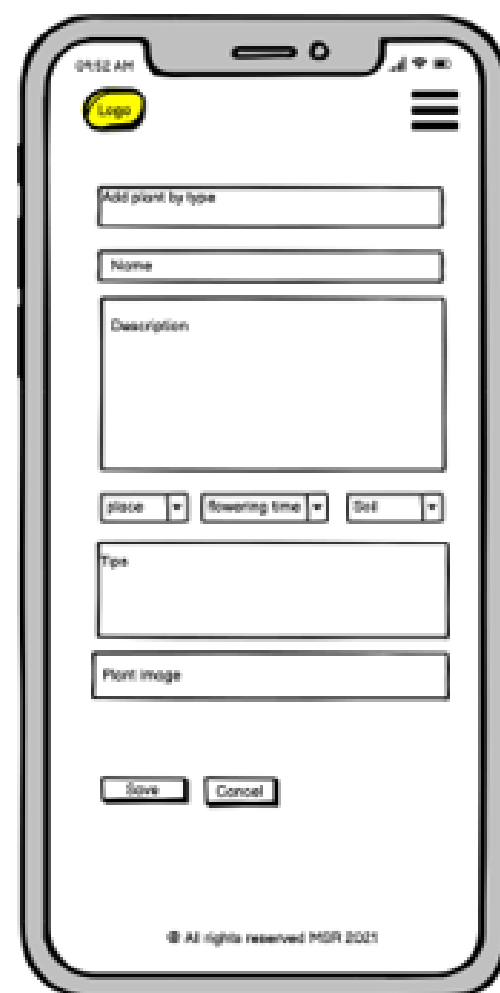 09:52 AM
Logo
Add plant by type
Name
Description
place flowering time Soil
Tips
Plant image
Save Cancel
© All rights reserved MSR 2021